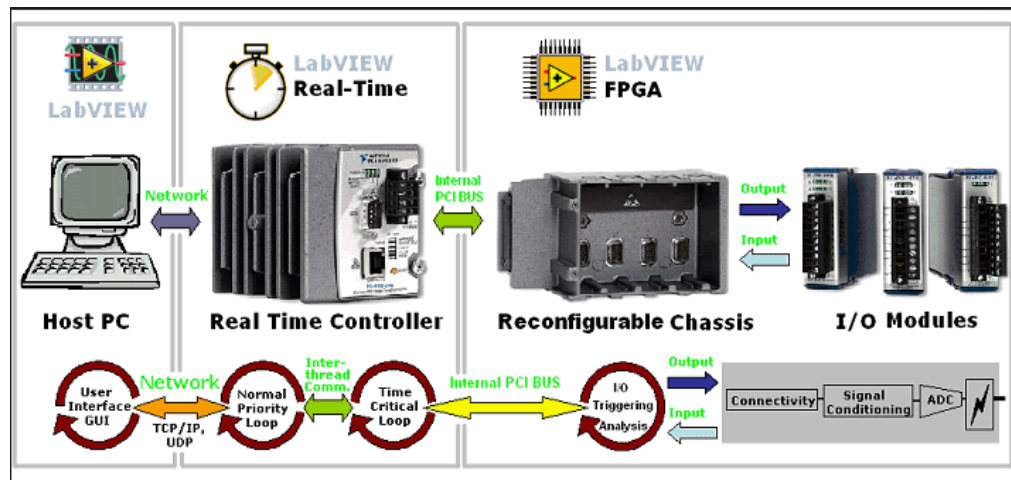 LabVIEW
LabVIEW
Real-Time
LabVIEW
FPGA
Network
Internal
PCI BUS
Output
Input
Host PC
Real Time Controller
Reconfigurable Chassis
I/O Modules
User
Interface
GUI
Network
TCP/IP,
UDP
Normal
Priority
Loop
Inter-
thread
Comm.
Time
Critical
Loop
Internal PCI BUS
I/O
Triggering
Analysis
Output
Input
Connectivity
Signal
Conditioning
ADC